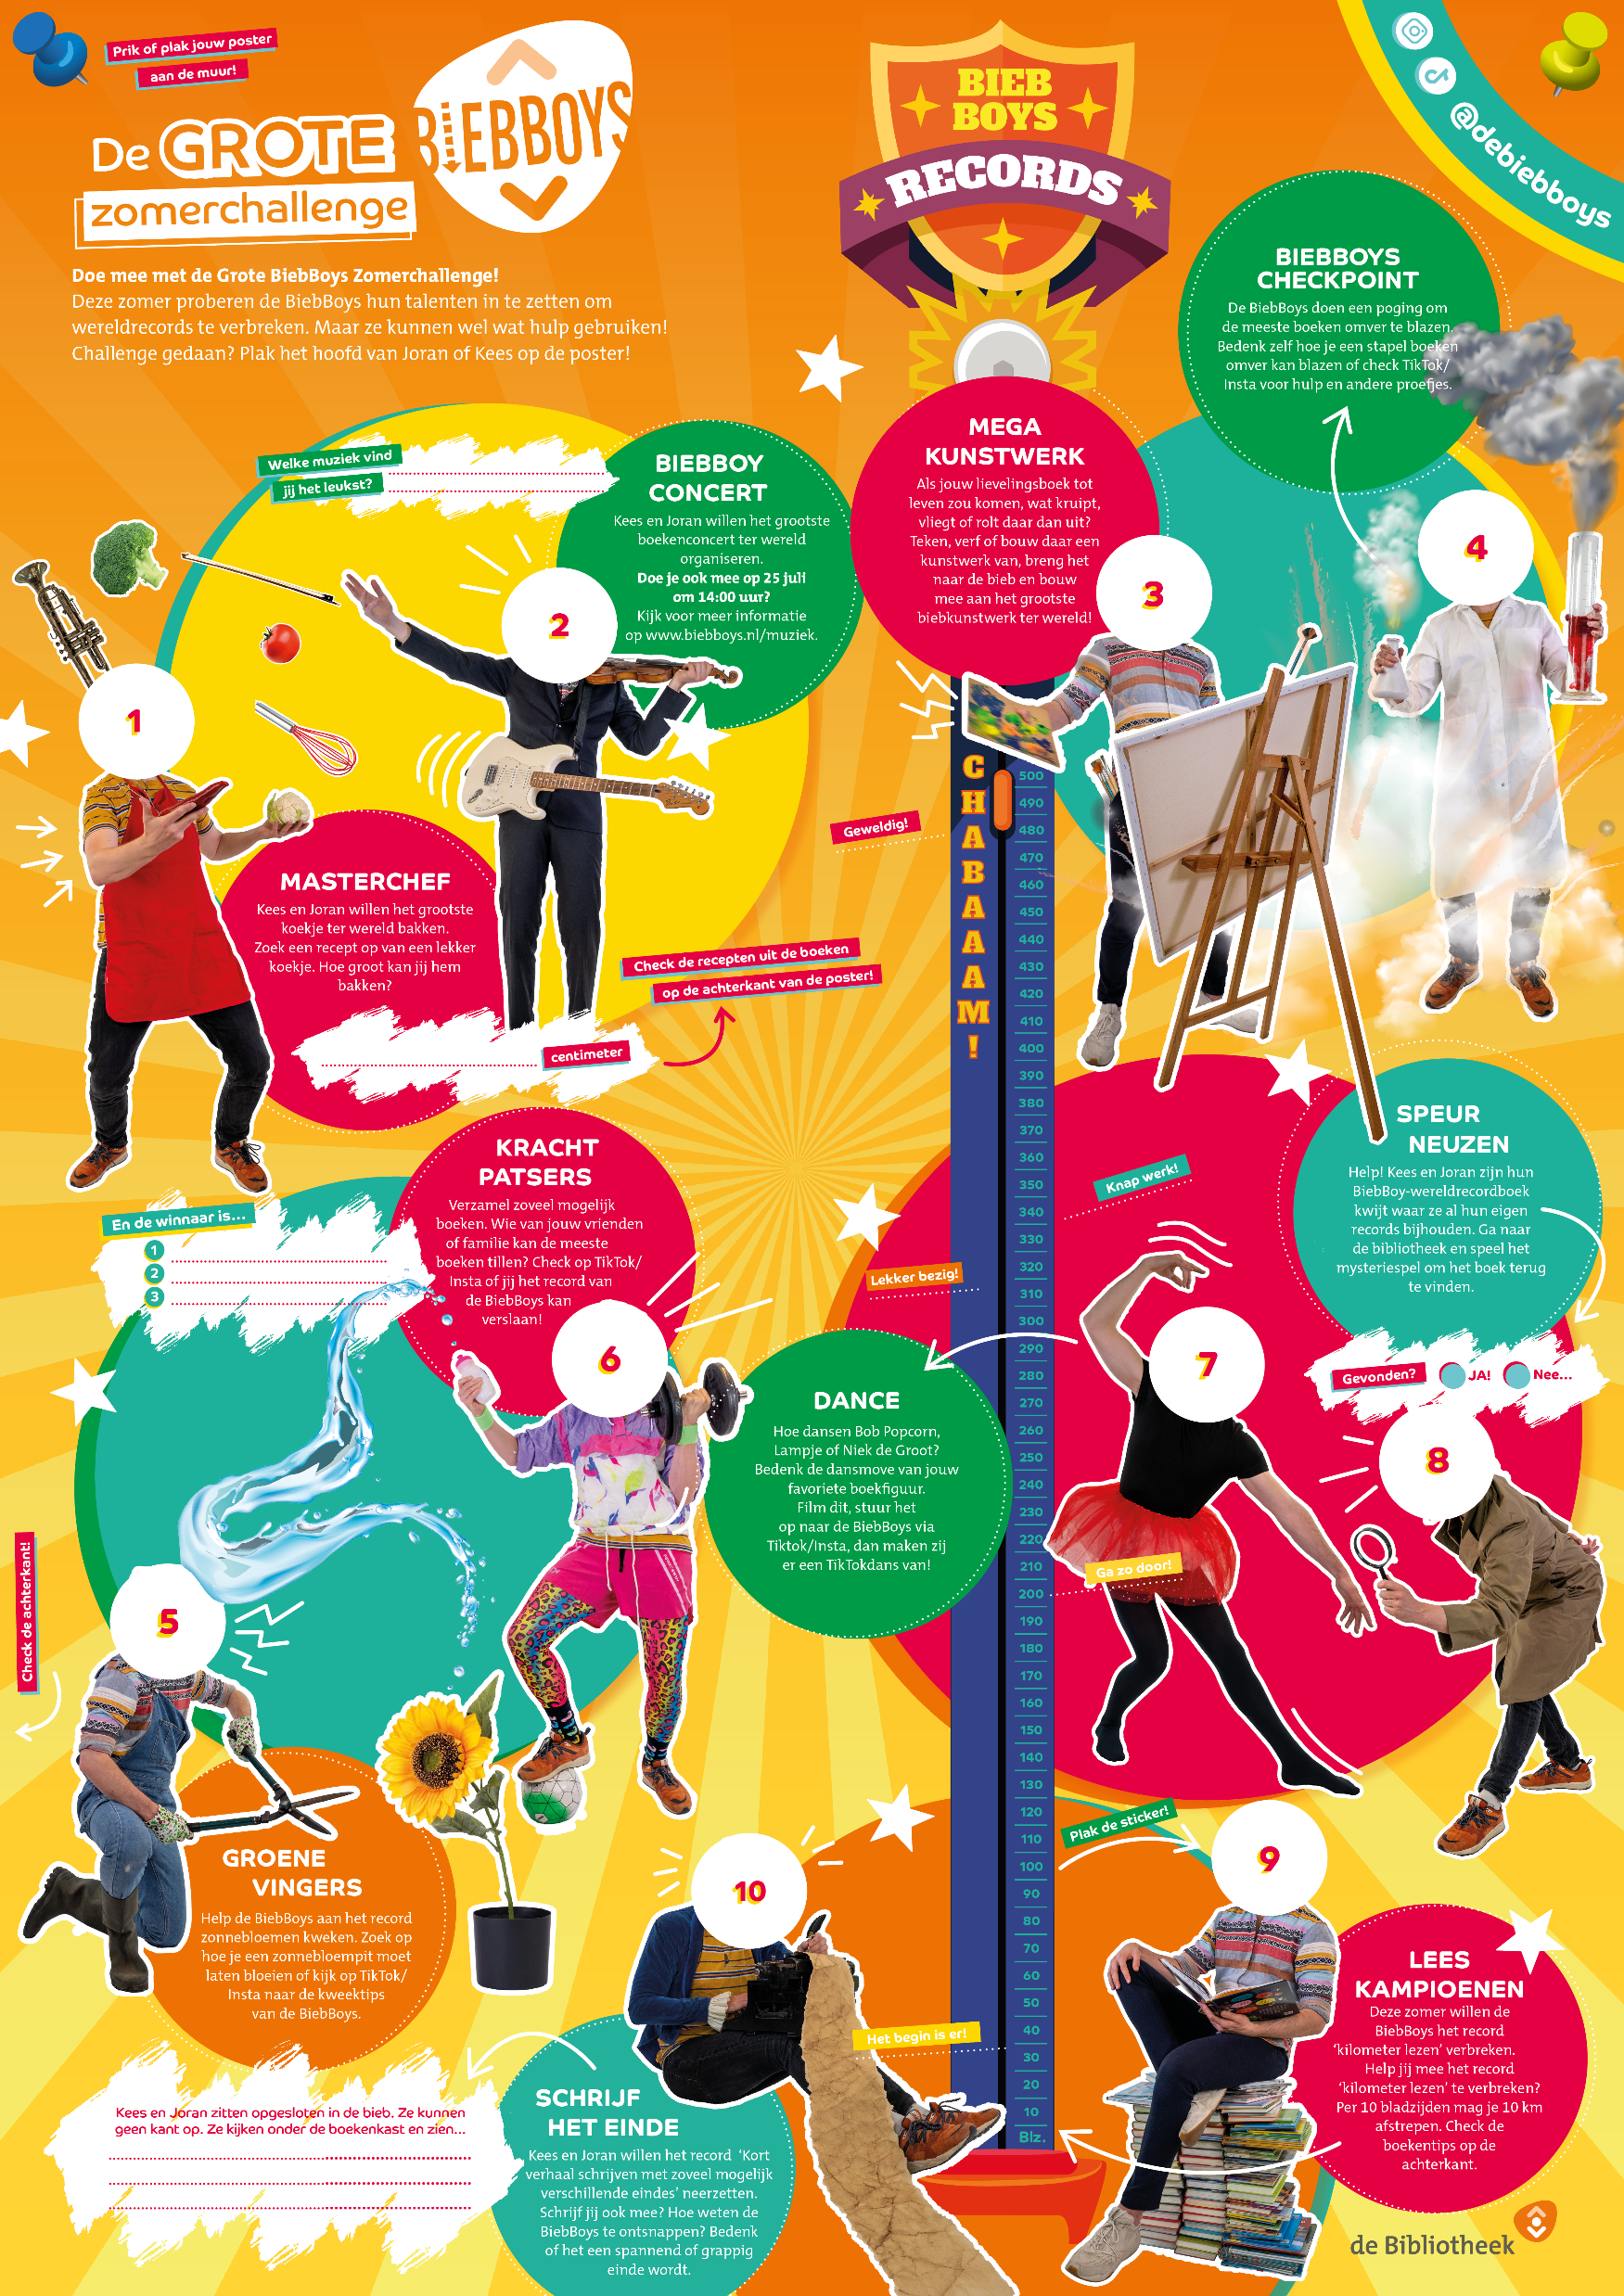 Prik of plak jouw poster
aan de muur!
De GROTE
zomerchallenge
BIEBBOYS
Doe mee met de Grote BiebBoys Zomerchallenge!
Deze zomer proberen de BiebBoys hun talenten in te zetten om
wereldrecords te verbreken. Maar ze kunnen wel wat hulp gebruiken!
Challenge gedaan? Plak het hoofd van Joran of Kees op de poster!
BIEB
BOYS
RECORDS
@debiebboys
BIEBBOYS
CHECKPOINT
De BiebBoys doen een poging om
de meeste boeken omver te blazen.
Bedenk zelf hoe je een stapel boeken
omver kan blazen of check TikTok/
Insta voor hulp en andere proefjes.
4
Welke muziek vind
jij het leukst?
BIEBBOY
CONCERT
Kees en Joran willen het grootste
boekenconcert ter wereld
organiseren.
Doe je ook mee op 25 juli
om 14:00 uur?
Kijk voor meer informatie
op www.biebboys.nl/muziek.
2
MEGA
KUNSTWERK
Als jouw lievelingsboek tot
leven zou komen, wat kruipt,
vliegt of rolt daar dan uit?
Teken, verf of bouw daar een
kunstwerk van, breng het
naar de bieb en bouw
mee aan het grootste
biebkunstwerk ter wereld!
3
1
MASTERCHEF
Kees en Joran willen het grootste
koekje ter wereld bakken.
Zoek een recept op van een lekker
koekje. Hoe groot kan jij hem
bakken?
centimeter
Check de recepten uit de boeken
op de achterkant van de poster!
CHABAAAM!
500
490
480
470
460
450
440
430
420
410
400
390
380
370
360
350
340
330
320
310
300
290
280
270
260
250
240
230
220
210
200
190
180
170
160
150
140
130
120
110
100
90
80
70
60
50
40
30
20
10
Blz.
Geweldig!
Knap werk!
Lekker bezig!
Ga zo door!
Het begin is er!
KRACHT
PATSERS
Verzamel zoveel mogelijk
boeken. Wie van jouw vrienden
of familie kan de meeste
boeken tillen? Check op TikTok/
Insta of jij het record van
de BiebBoys kan
verslaan!
6
En de winnaar is...
1
2
3
SPEUR
NEUZEN
Help! Kees en Joran zijn hun
BiebBoy-wereldrecordboek
kwijt waar ze al hun eigen
records bijhouden. Ga naar
de bibliotheek en speel het
mysteriespel om het boek terug
te vinden.
Gevonden?
JA!
Nee...
8
7
DANCE
Hoe dansen Bob Popcorn,
Lampje of Niek de Groot?
Bedenk de dansmove van jouw
favoriete boekfiguur.
Film dit, stuur het
op naar de BiebBoys via
Tiktok/Insta, dan maken zij
er een TikTokdans van!
Check de achterkant!
5
GROENE
VINGERS
Help de BiebBoys aan het record
zonnebloemen kweken. Zoek op
hoe je een zonnebloempit moet
laten bloeien of kijk op TikTok/
Insta naar de kweektips
van de BiebBoys.
10
Plak de sticker!
9
LEES
KAMPIOENEN
Deze zomer willen de
BiebBoys het record
'kilometer lezen' verbreken.
Help jij mee het record
'kilometer lezen' te verbreken?
Per 10 bladzijden mag je 10 km
afstrepen. Check de
boekentips op de
achterkant.
Kees en Joran zitten opgesloten in de bieb. Ze kunnen
geen kant op. Ze kijken onder de boekenkast en zien...
SCHRIJF
HET EINDE
Kees en Joran willen het record 'Kort
verhaal schrijven met zoveel mogelijk
verschillende eindes' neerzetten.
Schrijf jij ook mee? Hoe weten de
BiebBoys te ontsnappen? Bedenk
of het een spannend of grappig
einde wordt.
de Bibliotheek